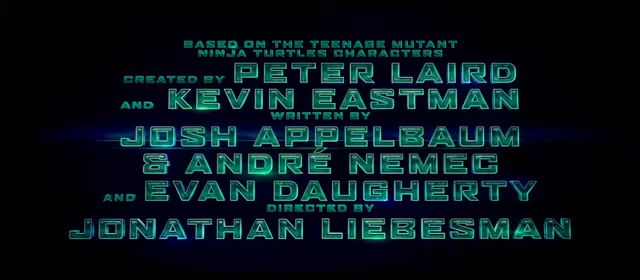 BASED ON THE TEENAGE MUTANT
NINJA TURTLES CHARACTERS
CREATED BY PETER LAIRD
AND KEVIN EASTMAN
WRITTEN BY
JOSH APPELBAUM
& ANDRÉ NEMEC
AND EVAN DAUGHERTY
DIRECTED BY
JONATHAN LIEBESMAN